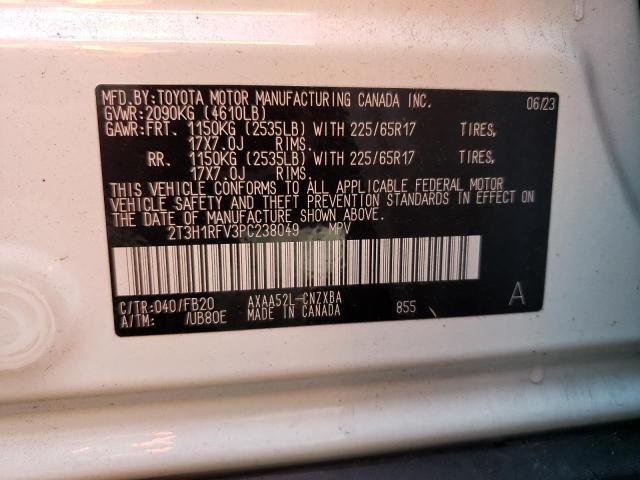 MFD.BY:TOYOTA MOTOR MANUFACTURING CANADA INC. 06/23
GVWR:2090KG (4610LB)
GAWR:FRT. 1150KG (2535LB) WITH 225/65R17 TIRES,
17X7.0J RIMS.
RR. 1150KG (2535LB) WITH 225/65R17 TIRES,
17X7.0J RIMS.
THIS VEHICLE CONFORMS TO ALL APPLICABLE FEDERAL MOTOR
VEHICLE SAFETY AND THEFT PREVENTION STANDARDS IN EFFECT ON
THE DATE OF MANUFACTURE SHOWN ABOVE.
2T3H1RFV3PC238049 MPV
C/TR:040/FB20 AXAA52L-CNZXBA A
A/TM: /UB80E MADE IN CANADA 855